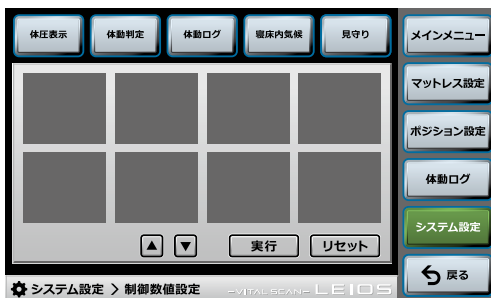 体圧表示
体動判定
体動ログ
寝床内気候
見守り
メインメニュー
マットレス設定
ポジション設定
体動ログ
システム設定
戻る
▲ ▼ 実行 リセット
システム設定 > 制御数値設定
-VITAL SCAN- LEIOS